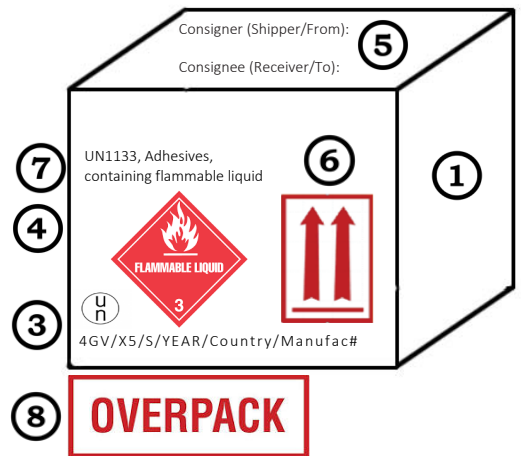 Consigner (Shipper/From):
5
Consignee (Receiver/To):
7
UN1133, Adhesives,
containing flammable liquid
6
1
4
FLAMMABLE LIQUID
3
u
n
3
4GV/X5/S/YEAR/Country/Manufac#
8
OVERPACK